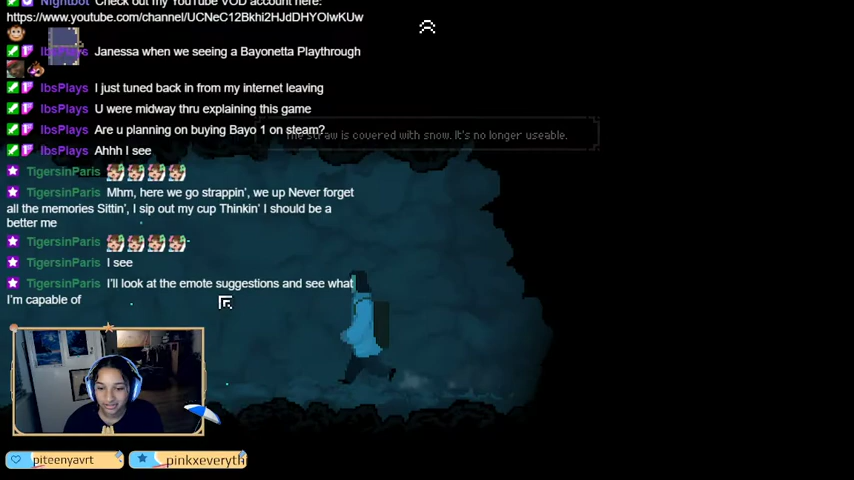 Nightbot Check out my YouTube VOD account here:
https://www.youtube.com/channel/UCNeC12Bkhi2HJdDHYOlwKUw
IbsPlays Janessa when we seeing a Bayonetta Playthrough
IbsPlays I just tuned back in from my internet leaving
IbsPlays U were midway thru explaining this game
IbsPlays Are u planning on buying Bayo 1 on steam?
The straw is covered with snow. It's no longer useable.
IbsPlays Ahhh I see
TigersinParis
TigersinParis Mhm, here we go strappin', we up Never forget
all the memories Sittin', I sip out my cup Thinkin' I should be a
better me
TigersinParis
TigersinParis I see
TigersinParis I'll look at the emote suggestions and see what
I'm capable of
piteenyavrt pinkxeveryth